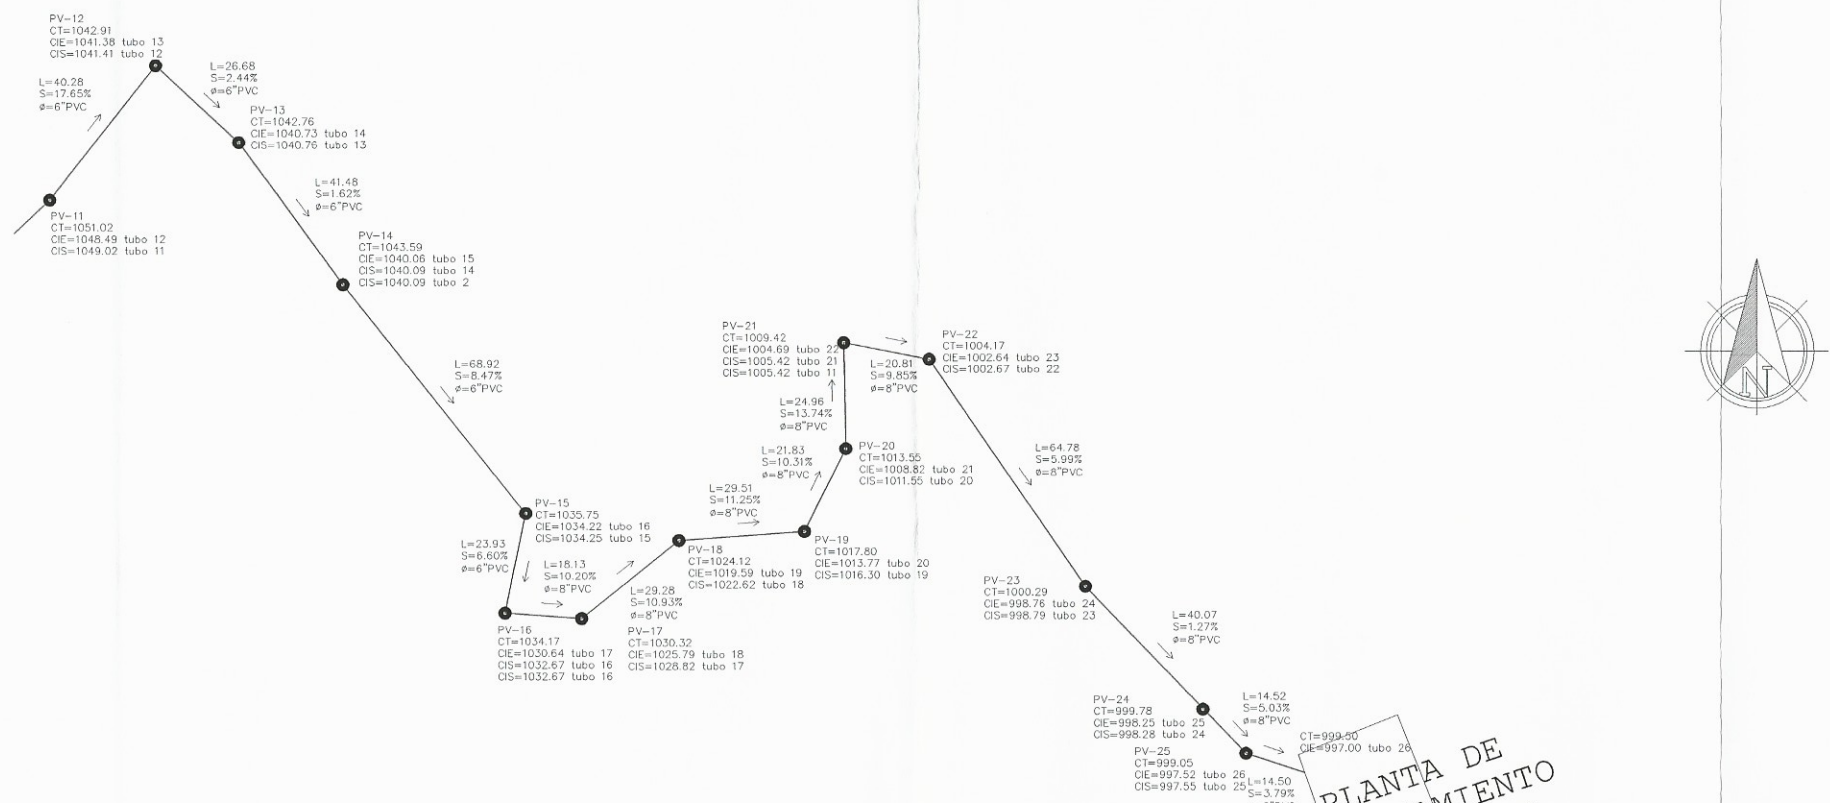 PV-12
CT=1042.91
CIE=1041.38 tubo 13
CIS=1041.41 tubo 12
L=40.28
S=17.65%
ø=6"PVC
L=26.68
S=2.44%
ø=6"PVC
PV-13
CT=1042.76
CIE=1040.73 tubo 14
CIS=1040.76 tubo 13
PV-11
CT=1051.02
CIE=1048.49 tubo 12
CIS=1049.02 tubo 11
L=41.48
S=1.62%
ø=6"PVC
PV-14
CT=1043.59
CIE=1040.06 tubo 15
CIS=1040.09 tubo 14
CIS=1040.09 tubo 2
L=68.92
S=8.47%
ø=6"PVC
PV-15
CT=1035.75
CIE=1034.22 tubo 16
CIS=1034.25 tubo 15
L=23.93
S=6.60%
ø=6"PVC
PV-16
CT=1034.17
CIE=1030.64 tubo 17
CIS=1032.67 tubo 16
CIS=1032.67 tubo 16
L=18.13
S=10.20%
ø=8"PVC
PV-17
CT=1030.32
CIE=1025.79 tubo 18
CIS=1028.82 tubo 17
L=29.28
S=10.93%
ø=8"PVC
PV-18
CT=1024.12
CIE=1019.59 tubo 19
CIS=1022.62 tubo 18
L=29.51
S=11.25%
ø=8"PVC
PV-19
CT=1017.80
CIE=1013.77 tubo 20
CIS=1016.30 tubo 19
L=21.83
S=10.31%
ø=8"PVC
PV-20
CT=1013.55
CIE=1008.82 tubo 21
CIS=1011.55 tubo 20
L=24.96
S=13.74%
ø=8"PVC
PV-21
CT=1009.42
CIE=1004.69 tubo 22
CIS=1005.42 tubo 21
CIS=1005.42 tubo 11
L=20.81
S=9.85%
ø=8"PVC
PV-22
CT=1004.17
CIE=1002.64 tubo 23
CIS=1002.67 tubo 22
L=64.78
S=5.99%
ø=8"PVC
PV-23
CT=1000.29
CIE=998.76 tubo 24
CIS=998.79 tubo 23
L=40.07
S=1.27%
ø=8"PVC
PV-24
CT=999.78
CIE=998.25 tubo 25
CIS=998.28 tubo 24
L=14.52
S=5.03%
ø=8"PVC
PV-25
CT=999.05
CIE=997.52 tubo 26
CIS=997.55 tubo 25
L=14.50
S=3.79%
CT=999.50
CIE=997.00 tubo 26
PLANTA DE
N